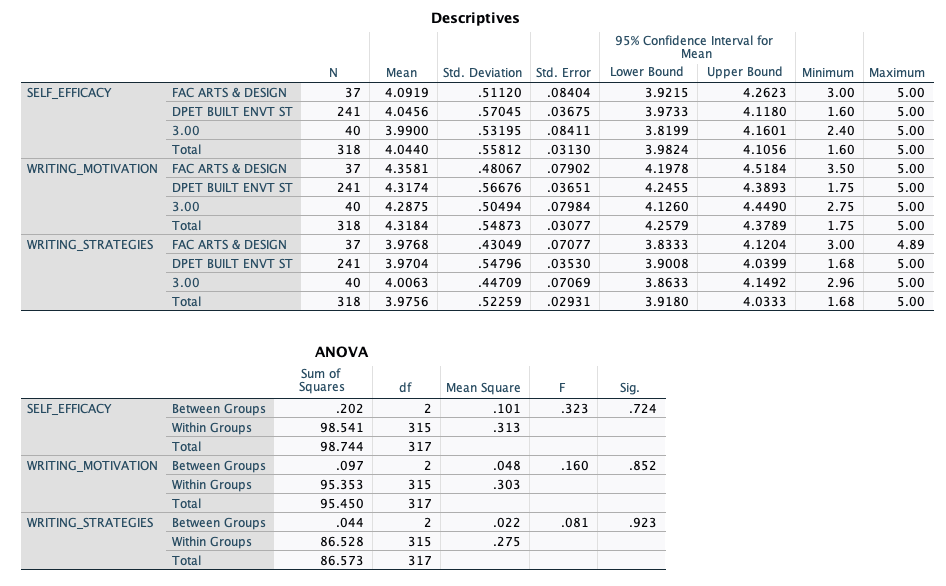 Descriptives
95% Confidence Interval for Mean
N Mean Std. Deviation Std. Error Lower Bound Upper Bound Minimum Maximum
SELF_EFFICACY FAC ARTS & DESIGN 37 4.0919 .51120 .08404 3.9215 4.2623 3.00 5.00
DPET BUILT ENVT ST 241 4.0456 .57045 .03675 3.9733 4.1180 1.60 5.00
3.00 40 3.9900 .53195 .08411 3.8199 4.1601 2.40 5.00
Total 318 4.0440 .55812 .03130 3.9824 4.1056 1.60 5.00
WRITING_MOTIVATION FAC ARTS & DESIGN 37 4.3581 .48067 .07902 4.1978 4.5184 3.50 5.00
DPET BUILT ENVT ST 241 4.3174 .56676 .03651 4.2455 4.3893 1.75 5.00
3.00 40 4.2875 .50494 .07984 4.1260 4.4490 2.75 5.00
Total 318 4.3184 .54873 .03077 4.2579 4.3789 1.75 5.00
WRITING_STRATEGIES FAC ARTS & DESIGN 37 3.9768 .43049 .07077 3.8333 4.1204 3.00 4.89
DPET BUILT ENVT ST 241 3.9704 .54796 .03530 3.9008 4.0399 1.68 5.00
3.00 40 4.0063 .44709 .07069 3.8633 4.1492 2.96 5.00
Total 318 3.9756 .52259 .02931 3.9180 4.0333 1.68 5.00
ANOVA
Sum of Squares df Mean Square F Sig.
SELF_EFFICACY Between Groups .202 2 .101 .323 .724
Within Groups 98.541 315 .313
Total 98.744 317
WRITING_MOTIVATION Between Groups .097 2 .048 .160 .852
Within Groups 95.353 315 .303
Total 95.450 317
WRITING_STRATEGIES Between Groups .044 2 .022 .081 .923
Within Groups 86.528 315 .275
Total 86.573 317